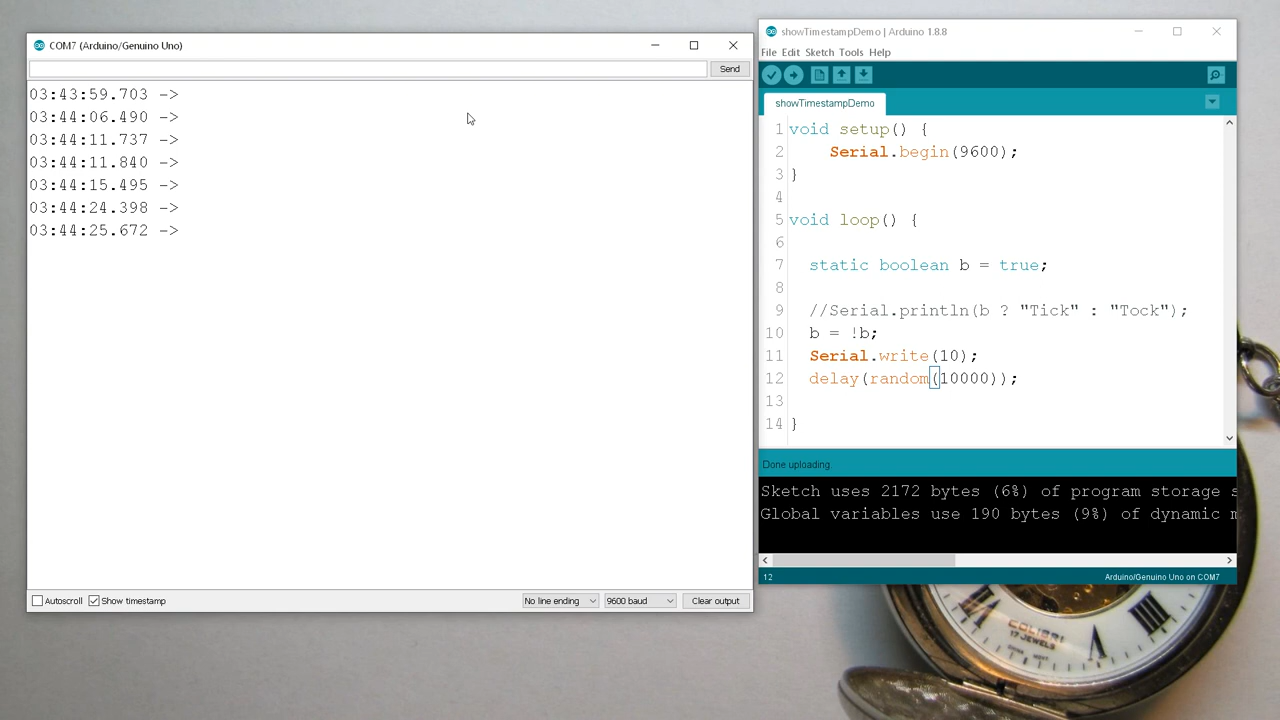 COM7 (Arduino/Genuino Uno)
Send
03:43:59.703 ->
03:44:06.490 ->
03:44:11.737 ->
03:44:11.880 ->
03:44:15.495 ->
03:44:24.398 ->
03:44:25.672 ->
Autoscroll
Show timestamp
No line ending
9600 baud
Clear output
showTimestampDemo | Arduino 1.8.8
File Edit Sketch Tools Help
showTimestampDemo
1 void setup() {
2 Serial.begin(9600);
3 }
4
5 void loop() {
6
7 static boolean b = true;
8
9 //Serial.println(b ? "Tick" : "Tock");
10 b = !b;
11 Serial.write(10);
12 delay(random(10000));
13
14 }
Done uploading.
Sketch uses 2172 bytes (6%) of program storage s
Global variables use 190 bytes (9%) of dynamic m
12
Arduino/Genuino Uno on COM7
COLIBRI
17 JEWELS